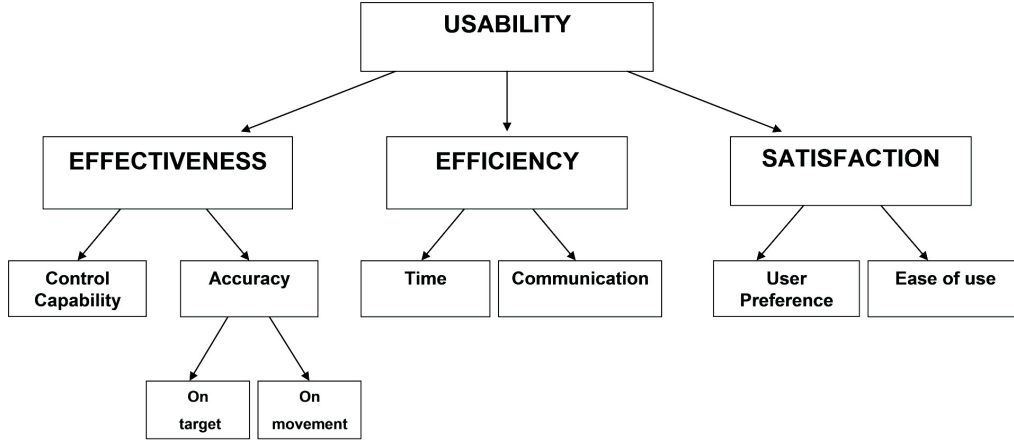 USABILITY
EFFECTIVENESS
EFFICIENCY
SATISFACTION
Control
Capability
Accuracy
Time
Communication
User
Preference
Ease of use
On
target
On
movement